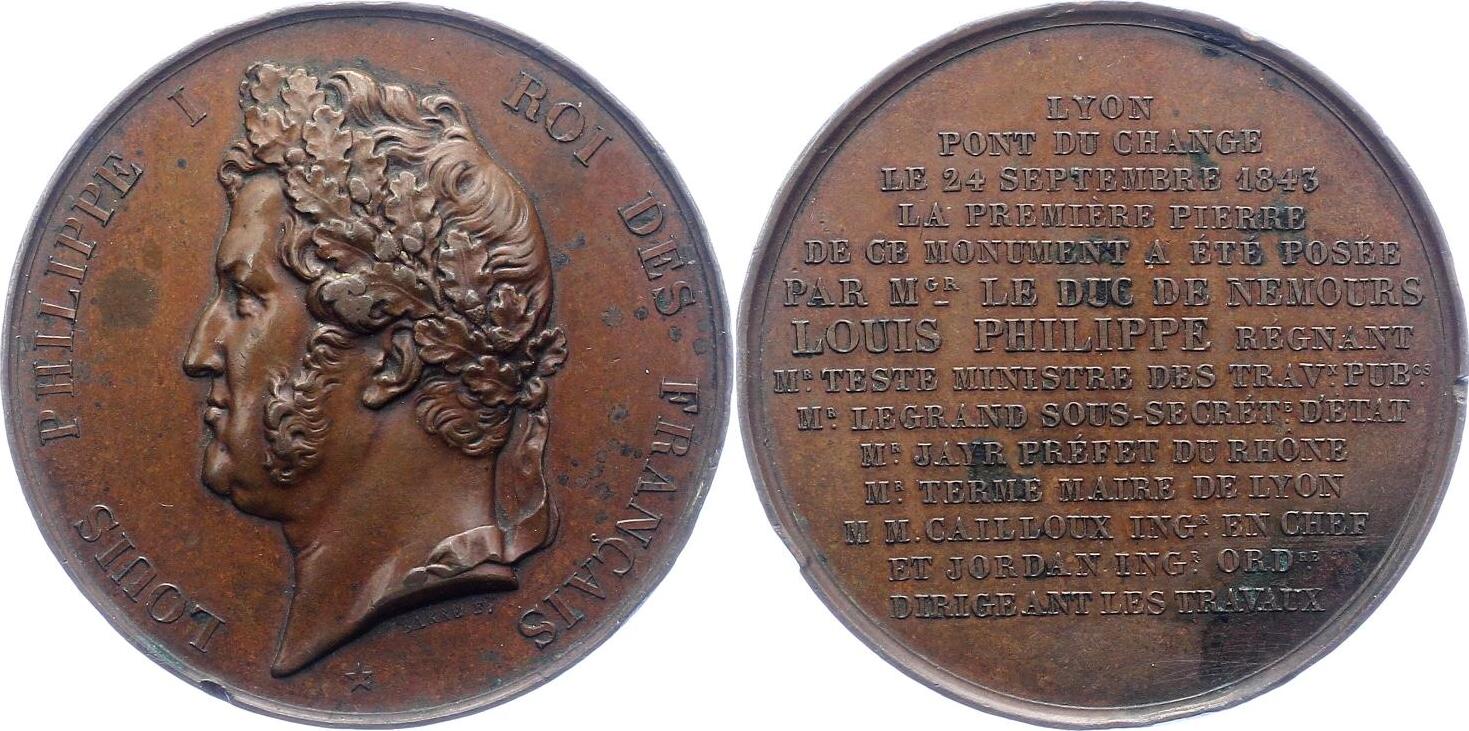 LOUIS PHILIPPE I ROI DES FRANÇAIS
LYON
PONT DU CHANGE
LE 24 SEPTEMBRE 1843
LA PREMIÈRE PIERRE
DE CE MONUMENT A ÉTÉ POSÉE
PAR MGR LE DUC DE NEMOURS
LOUIS PHILIPPE REGNANT
MR TESTE MINISTRE DES TRAVX PUBCS
MR LEGRAND SOUS-SECRÉTE D'ÉTAT
MR JAYR PRÉFET DU RHÔNE
MR TERME MAIRE DE LYON
M M. CAILLOUX INGR EN CHEF
ET JORDAN INGR ORDRE
DIRIGEANT LES TRAVAUX